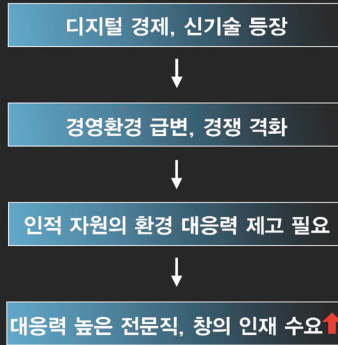 디지털 경제, 신기술 등장
경영환경 급변, 경쟁 격화
인적 자원의 환경 대응력 제고 필요
대응력 높은 전문직, 창의 인재 수요